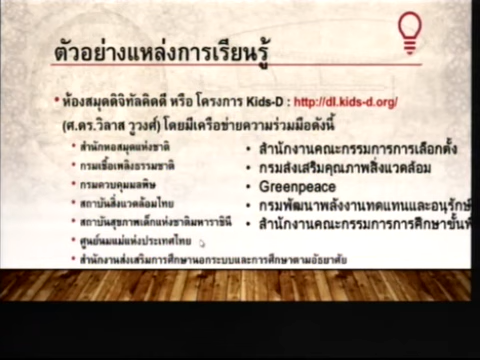 ตัวอย่างแหล่งการเรียนรู้
• ห้องสมุดดิจิทัลคิดดี หรือ โครงการ Kids-D : http://dl.kids-d.org/
(ศ.ดร.วิลาส วูวงศ์) โดยมีเครือข่ายความร่วมมือดังนี้
• สำนักหอสมุดแห่งชาติ
• กรมเชื้อเพลิงธรรมชาติ
• กรมควบคุมมลพิษ
• สถาบันสิ่งแวดล้อมไทย
• สถาบันสุขภาพเด็กแห่งชาติมหาราชินี
• ศูนย์นมแม่แห่งประเทศไทย
• สำนักงานส่งเสริมการศึกษานอกระบบและการศึกษาตามอัธยาศัย
• สำนักงานคณะกรรมการการเลือกตั้ง
• กรมส่งเสริมคุณภาพสิ่งแวดล้อม
• Greenpeace
• กรมพัฒนาพลังงานทดแทนและอนุรักษ์
• สำนักงานคณะกรรมการการศึกษาขั้นพ